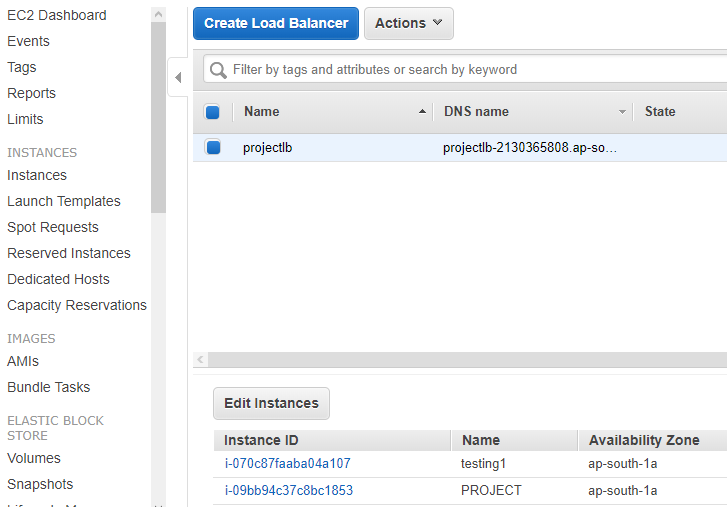 EC2 Dashboard
Events
Tags
Reports
Limits
INSTANCES
Instances
Launch Templates
Spot Requests
Reserved Instances
Dedicated Hosts
Capacity Reservations
IMAGES
AMIs
Bundle Tasks
ELASTIC BLOCK
STORE
Volumes
Snapshots
Create Load Balancer Actions
Filter by tags and attributes or search by keyword
Name DNS name State
projectlb projectlb-2130365808.ap-so…
Edit Instances
Instance ID Name Availability Zone
i-070c87faaba04a107 testing1 ap-south-1a
i-09bb94c37c8bc1853 PROJECT ap-south-1a